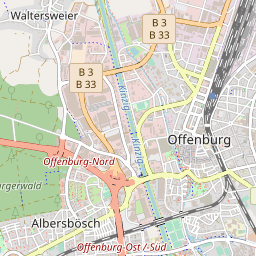 Waltersweier
B 3
B 33
B 3
B 33
Kinzig
Kinzig
Offenburg
Offenburg-Nord
Albersbösch
Offenburg-Ost /-Süd